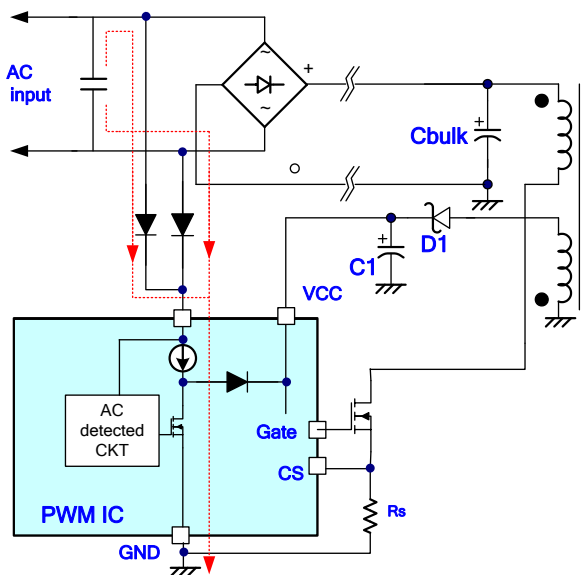 AC
input
~
+
~
+
Cbulk
+
C1
D1
VCC
AC
detected
CKT
Gate
CS
PWM IC
Rs
GND